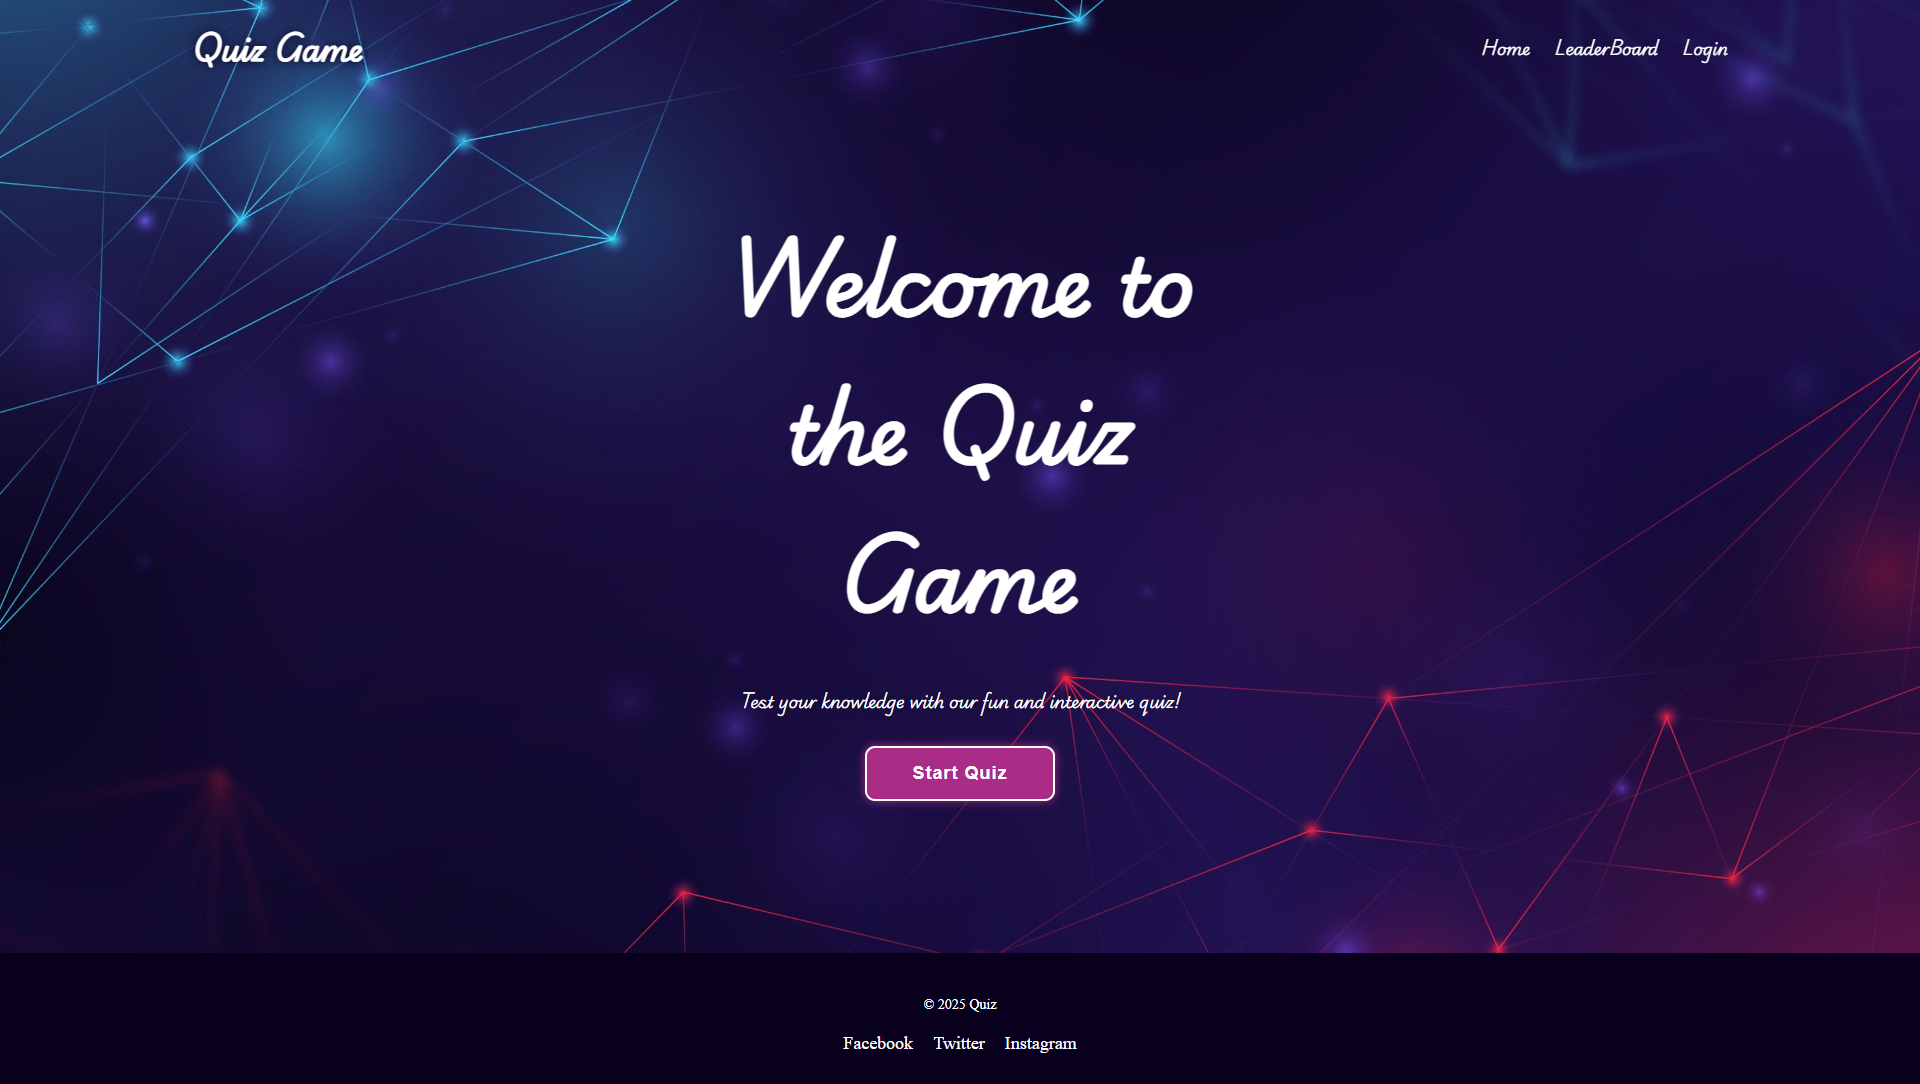 Quiz Game
Home LeaderBoard Login
Welcome to
the Quiz
Game
Test your knowledge with our fun and interactive quiz!
Start Quiz
© 2025 Quiz
Facebook Twitter Instagram